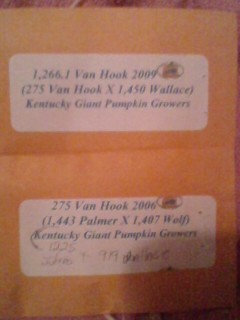 1,266.1 Van Hook 2009
(275 Van Hook X 1,450 Wallace)
Kentucky Giant Pumpkin Growers
275 Van Hook 2006
(1,443 Palmer X 1,407 Wolf)
Kentucky Giant Pumpkin Growers
1225